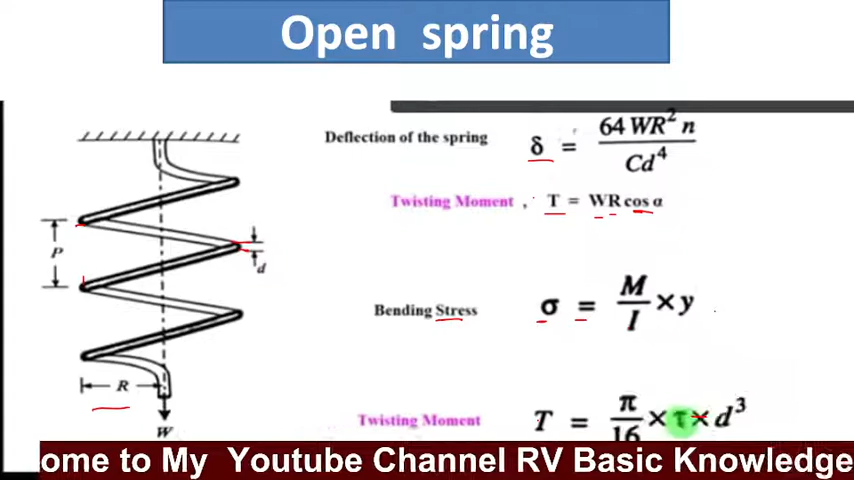 Open spring
Deflection of the spring δ = 64 WR² n / Cd⁴
Twisting Moment , T = WR cos α
P
d
Bending Stress σ = M / I × y
R
Twisting Moment T = π / 16 × τ × d³
W
ome to My Youtube Channel RV Basic Knowledge